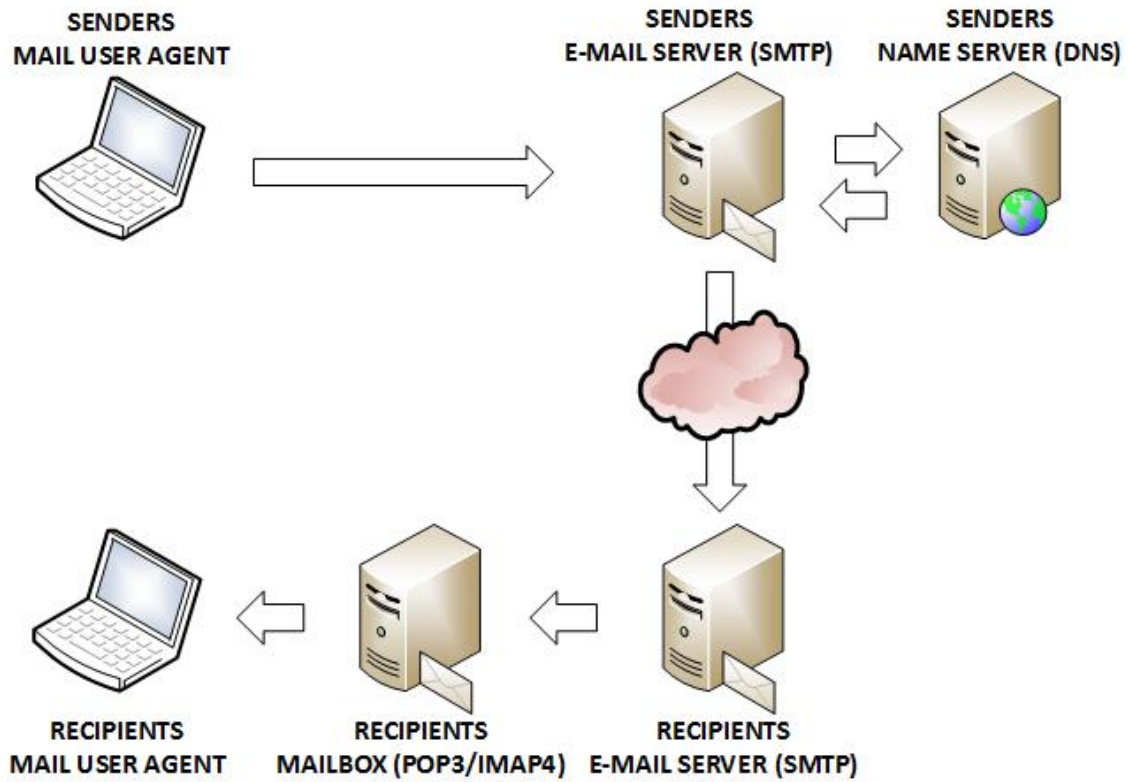 SENDERS
MAIL USER AGENT
SENDERS
E-MAIL SERVER (SMTP)
SENDERS
NAME SERVER (DNS)
RECIPIENTS
MAIL USER AGENT
RECIPIENTS
MAILBOX (POP3/IMAP4)
RECIPIENTS
E-MAIL SERVER (SMTP)